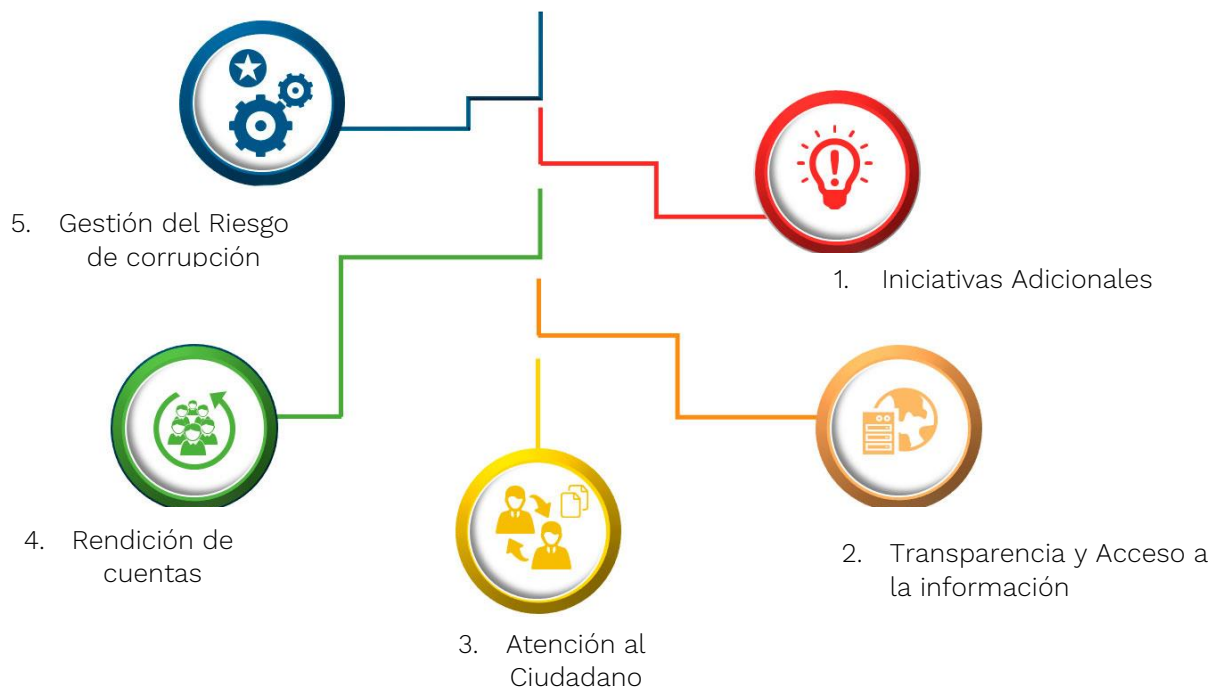 5. Gestión del Riesgo
de corrupción
1. Iniciativas Adicionales
4. Rendición de
cuentas
2. Transparencia y Acceso a
la información
3. Atención al
Ciudadano